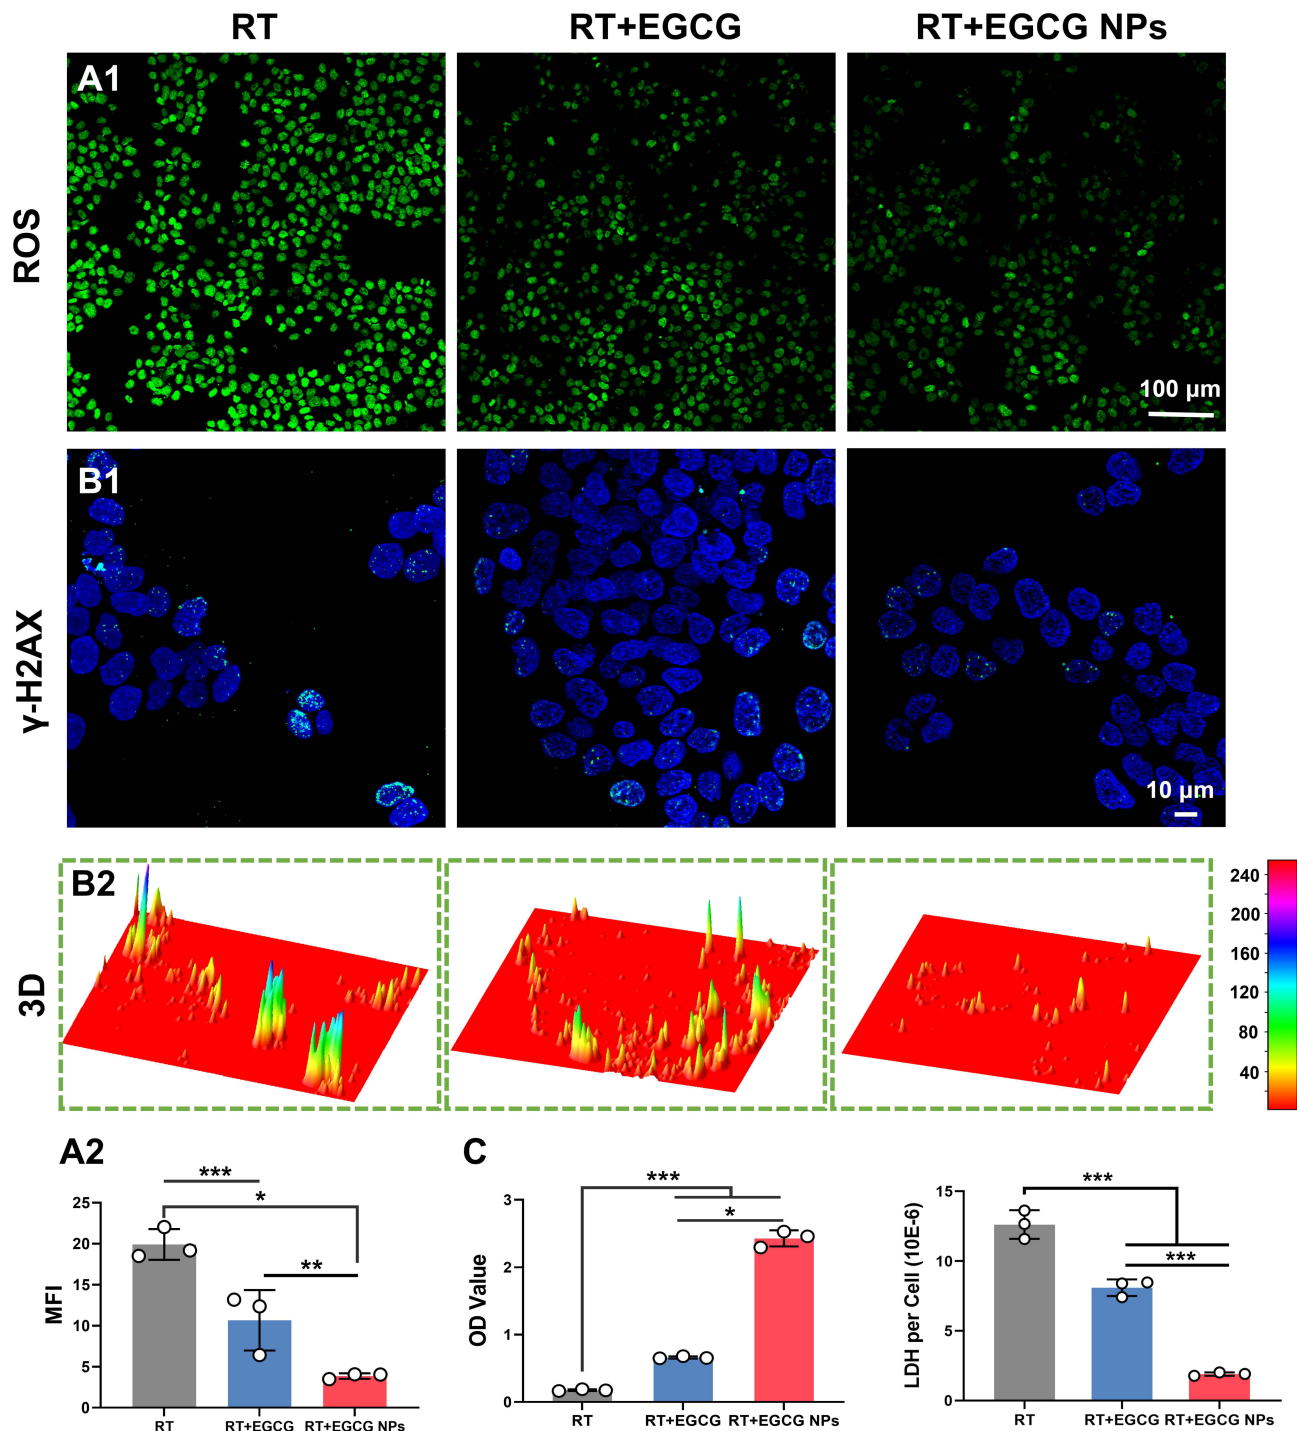 RT
RT+EGCG
RT+EGCG NPs
ROS
A1
100 μm
γ-H2AX
B1
10 μm
3D
B2
240
200
160
120
80
40
A2
***
*
**
MFI
25
20
15
10
5
0
RT
RT+EGCG
RT+EGCG NPs
C
***
*
OD Value
3
2
1
0
RT
RT+EGCG
RT+EGCG NPs
***
***
LDH per Cell (10E-6)
15
10
5
0
RT
RT+EGCG
RT+EGCG NPs